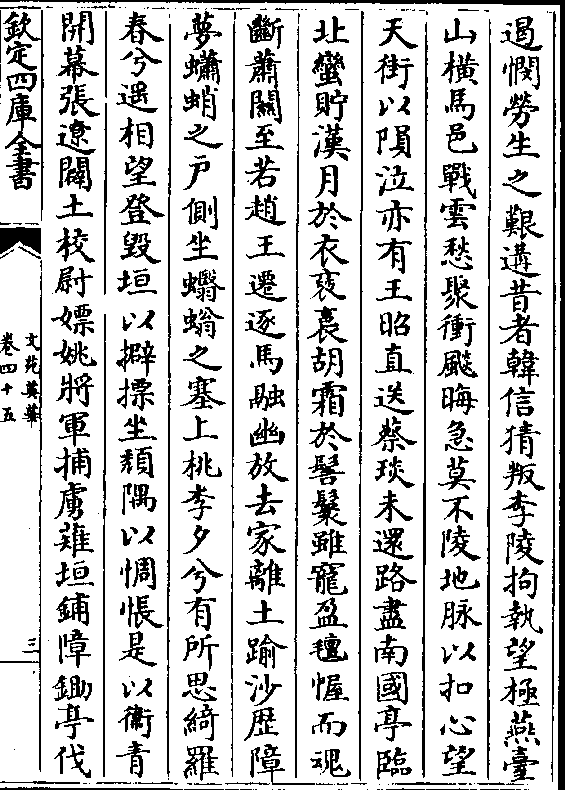 遏憫勞生之艱遘昔者韓信猜叛李陵拘執望極燕臺
山橫馬邑戰雲愁聚衝飈晦急莫不陵地脉以扣心望
天街以隕泣亦有王昭直送蔡琰未還路盡南國亭臨
北蠻貯漢月於衣袂裛胡霜於髻鬟雖寵盈氊幄而魂
斷蕭關至若趙王遷逐馬融幽放去家離土踰沙歷障
夢蠨蛸之戸側坐蠮螉之塞上桃李夕兮有所思綺羅
春兮遥相望登毀垣以擗摽坐頽隅以惆悵是以衞青
開幕張遼闢土校尉嫖姚將軍捕虜薙垣鋪障鋤亭伐
欽定四庫全書
文苑英華
卷四十五
三